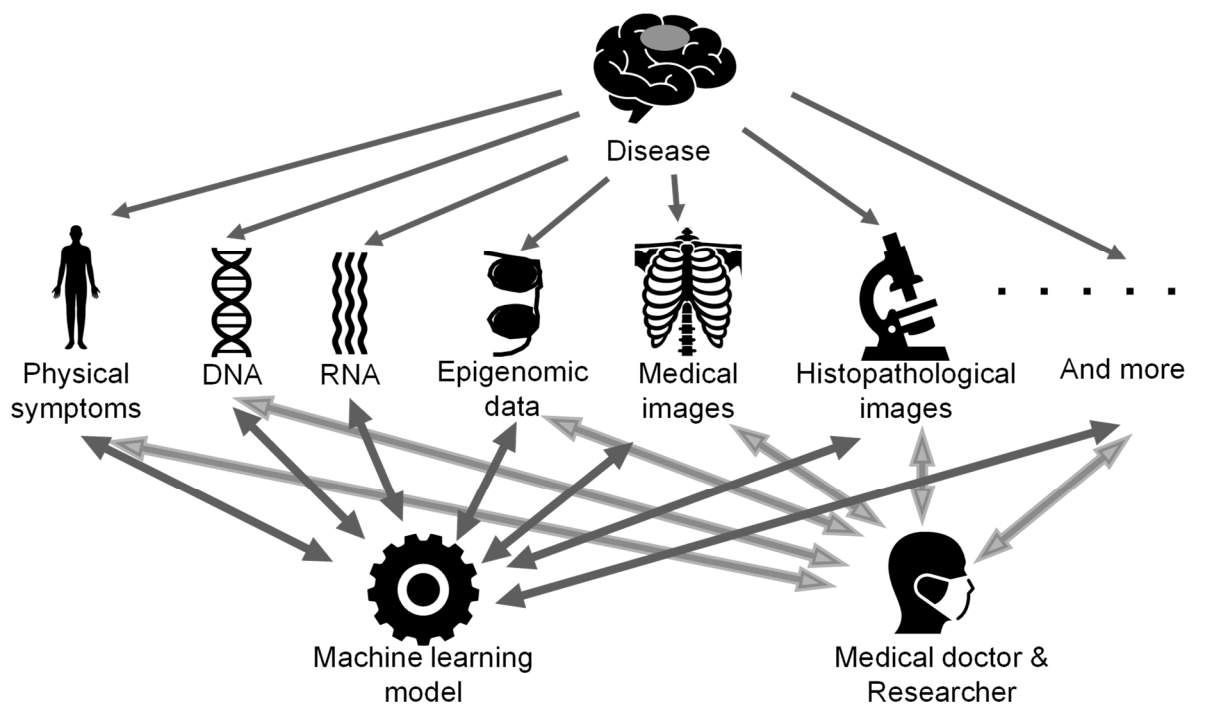 Disease
Physical
symptoms
DNA
RNA
Epigenomic
data
Medical
images
Histopathological
images
And more
Machine learning
model
Medical doctor &
Researcher